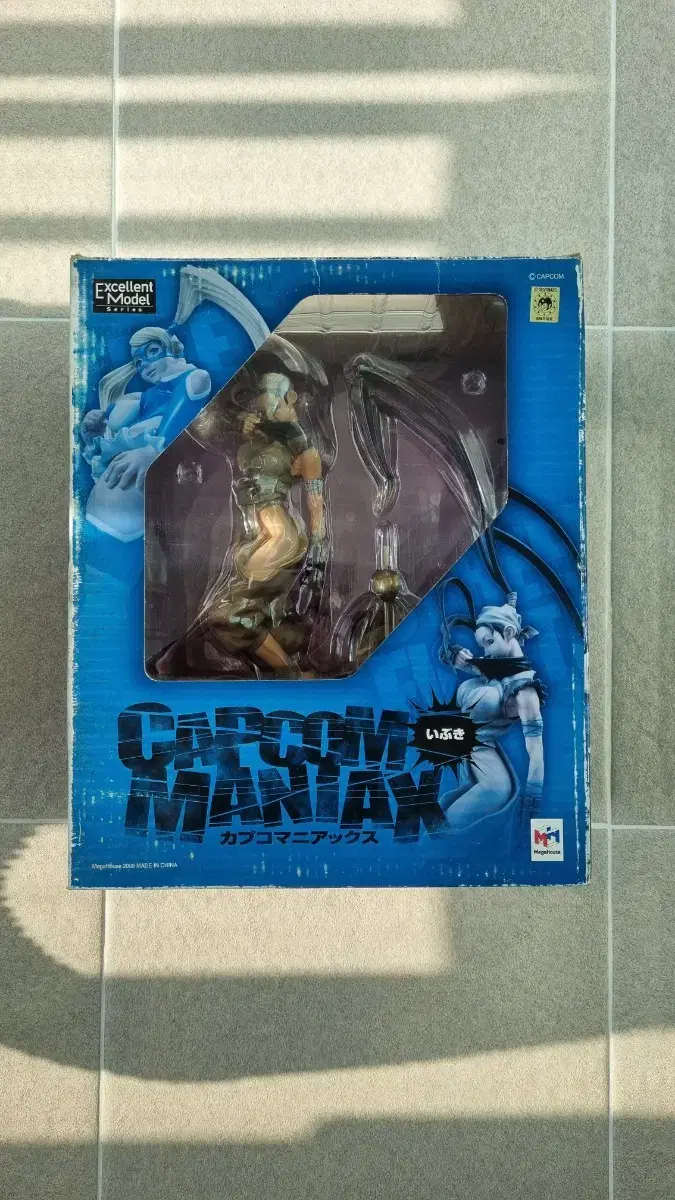 Excellent
Model
Series
©CAPCOM
CAPCOM
いぶき
MANIAX
カプコマニアックス
MegaHouse
MegaHouse 2006 MADE IN CHINA